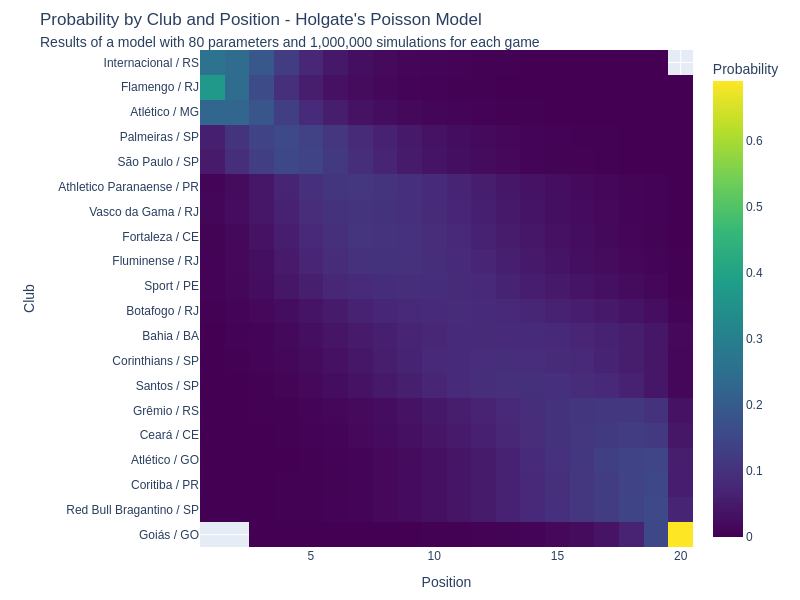 Probability by Club and Position - Holgate's Poisson Model
Results of a model with 80 parameters and 1,000,000 simulations for each game
Probability
Internacional / RS
Flamengo / RJ
Atlético / MG
Palmeiras / SP
São Paulo / SP
Athletico Paranaense / PR
Vasco da Gama / RJ
Fortaleza / CE
Fluminense / RJ
Sport / PE
Botafogo / RJ
Bahia / BA
Corinthians / SP
Santos / SP
Grêmio / RS
Ceará / CE
Atlético / GO
Coritiba / PR
Red Bull Bragantino / SP
Goiás / GO
Club
0.6
0.5
0.4
0.3
0.2
0.1
0
5 10 15 20
Position